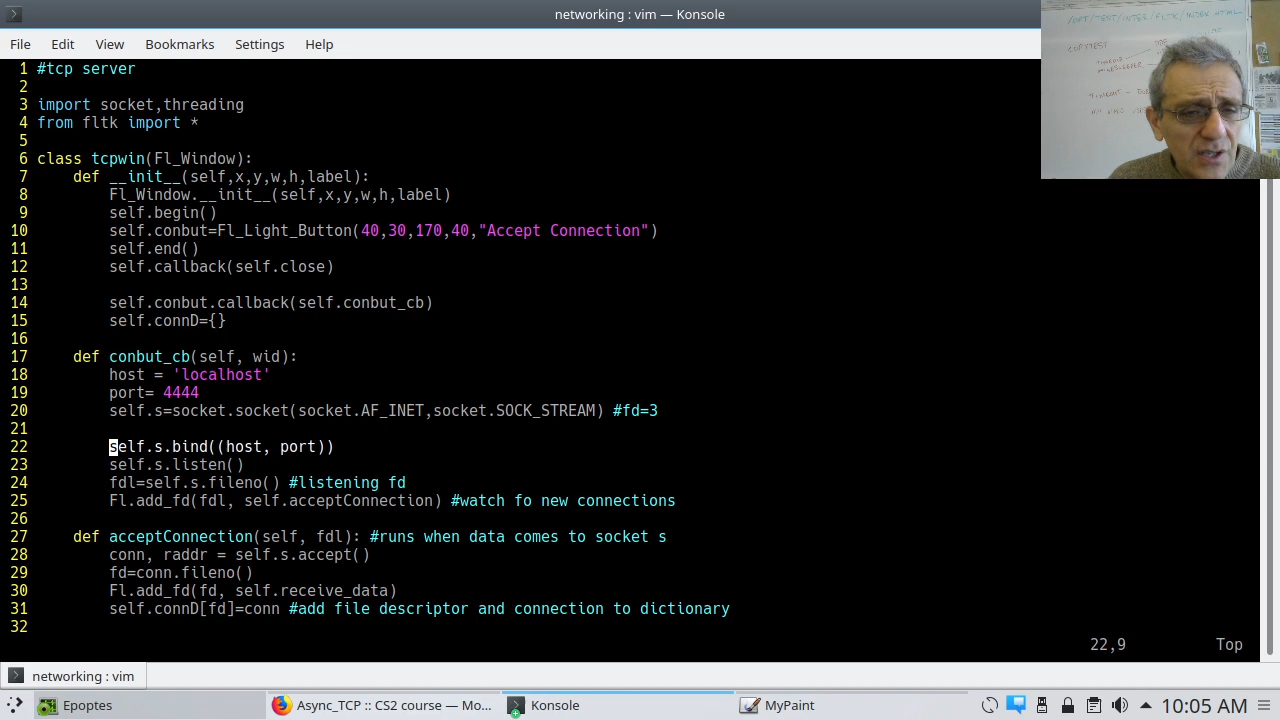 networking : vim — Konsole
File Edit View Bookmarks Settings Help
1 #tcp server
2
3 import socket,threading
4 from fltk import *
5
6 class tcpwin(Fl_Window):
7 def __init__(self,x,y,w,h,label):
8 Fl_Window.__init__(self,x,y,w,h,label)
9 self.begin()
10 self.conbut=Fl_Light_Button(40,30,170,40,"Accept Connection")
11 self.end()
12 self.callback(self.close)
13
14 self.conbut.callback(self.conbut_cb)
15 self.connD={}
16
17 def conbut_cb(self, wid):
18 host = 'localhost'
19 port= 4444
20 self.s=socket.socket(socket.AF_INET,socket.SOCK_STREAM) #fd=3
21
22 self.s.bind((host, port))
23 self.s.listen()
24 fdl=self.s.fileno() #listening fd
25 Fl.add_fd(fdl, self.acceptConnection) #watch fo new connections
26
27 def acceptConnection(self, fdl): #runs when data comes to socket s
28 conn, raddr = self.s.accept()
29 fd=conn.fileno()
30 Fl.add_fd(fd, self.receive_data)
31 self.connD[fd]=conn #add file descriptor and connection to dictionary
32
22,9 Top
networking : vim
Epoptes Async_TCP :: CS2 course — Mo... Konsole MyPaint 10:05 AM